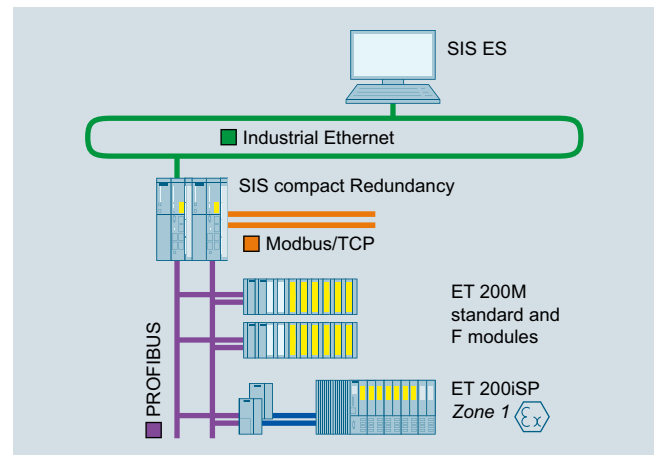 SIS ES
Industrial Ethernet
SIS compact Redundancy
Modbus/TCP
PROFIBUS
ET 200M
standard and
F modules
ET 200iSP
Zone 1 εx